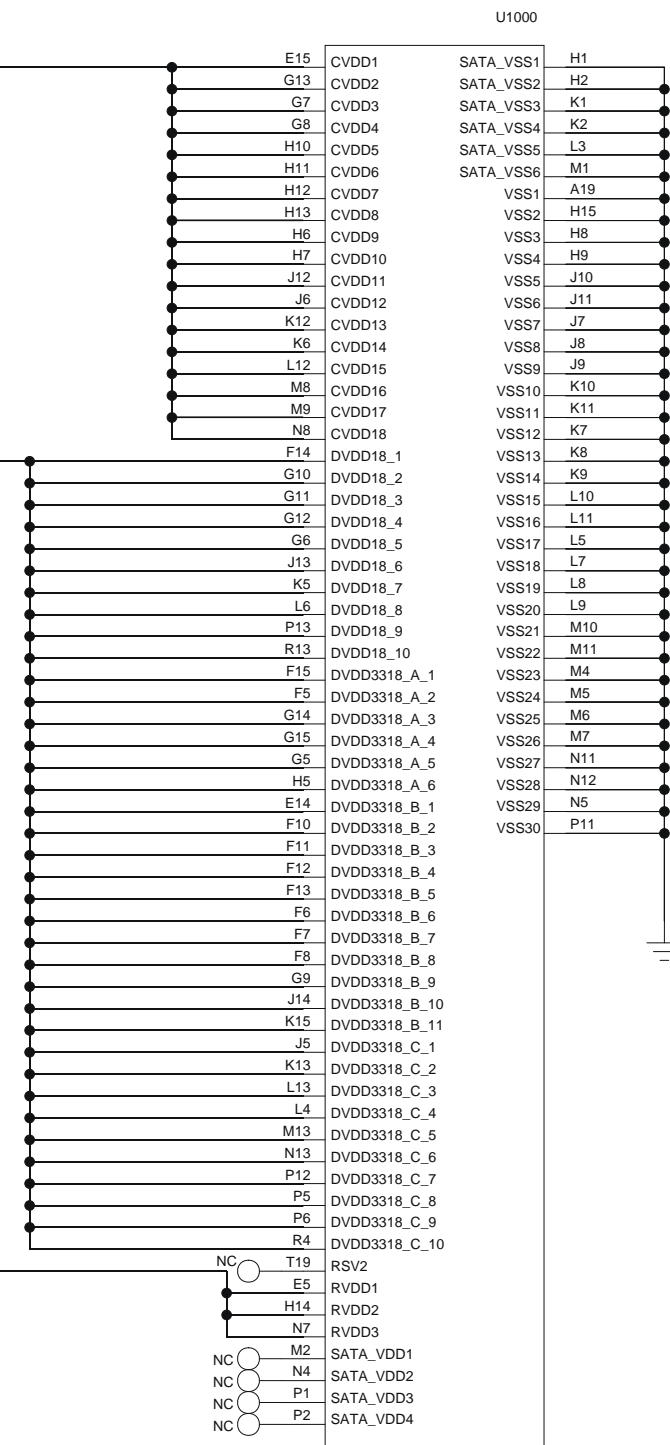 U1000
E15 CVDD1 SATA_VSS1 H1
G13 CVDD2 SATA_VSS2 H2
G7 CVDD3 SATA_VSS3 K1
G8 CVDD4 SATA_VSS4 K2
H10 CVDD5 SATA_VSS5 L3
H11 CVDD6 SATA_VSS6 M1
H12 CVDD7 VSS1 A19
H13 CVDD8 VSS2 H15
H6 CVDD9 VSS3 H8
H7 CVDD10 VSS4 H9
J12 CVDD11 VSS5 J10
J6 CVDD12 VSS6 J11
K12 CVDD13 VSS7 J7
K6 CVDD14 VSS8 J8
L12 CVDD15 VSS9 J9
M8 CVDD16 VSS10 K10
M9 CVDD17 VSS11 K11
N8 CVDD18 VSS12 K7
F14 DVDD18_1 VSS13 K8
G10 DVDD18_2 VSS14 K9
G11 DVDD18_3 VSS15 L10
G12 DVDD18_4 VSS16 L11
G6 DVDD18_5 VSS17 L5
J13 DVDD18_6 VSS18 L7
K5 DVDD18_7 VSS19 L8
L6 DVDD18_8 VSS20 L9
P13 DVDD18_9 VSS21 M10
R13 DVDD18_10 VSS22 M11
F15 DVDD3318_A_1 VSS23 M4
F5 DVDD3318_A_2 VSS24 M5
G14 DVDD3318_A_3 VSS25 M6
G15 DVDD3318_A_4 VSS26 M7
G5 DVDD3318_A_5 VSS27 N11
H5 DVDD3318_A_6 VSS28 N12
E14 DVDD3318_B_1 VSS29 N5
F10 DVDD3318_B_2 VSS30 P11
F11 DVDD3318_B_3
F12 DVDD3318_B_4
F13 DVDD3318_B_5
F6 DVDD3318_B_6
F7 DVDD3318_B_7
F8 DVDD3318_B_8
G9 DVDD3318_B_9
J14 DVDD3318_B_10
K15 DVDD3318_B_11
J5 DVDD3318_C_1
K13 DVDD3318_C_2
L13 DVDD3318_C_3
L4 DVDD3318_C_4
M13 DVDD3318_C_5
N13 DVDD3318_C_6
P12 DVDD3318_C_7
P5 DVDD3318_C_8
P6 DVDD3318_C_9
R4 DVDD3318_C_10
NC T19 RSV2
E5 RVDD1
H14 RVDD2
N7 RVDD3
NC M2 SATA_VDD1
NC N4 SATA_VDD2
NC P1 SATA_VDD3
NC P2 SATA_VDD4